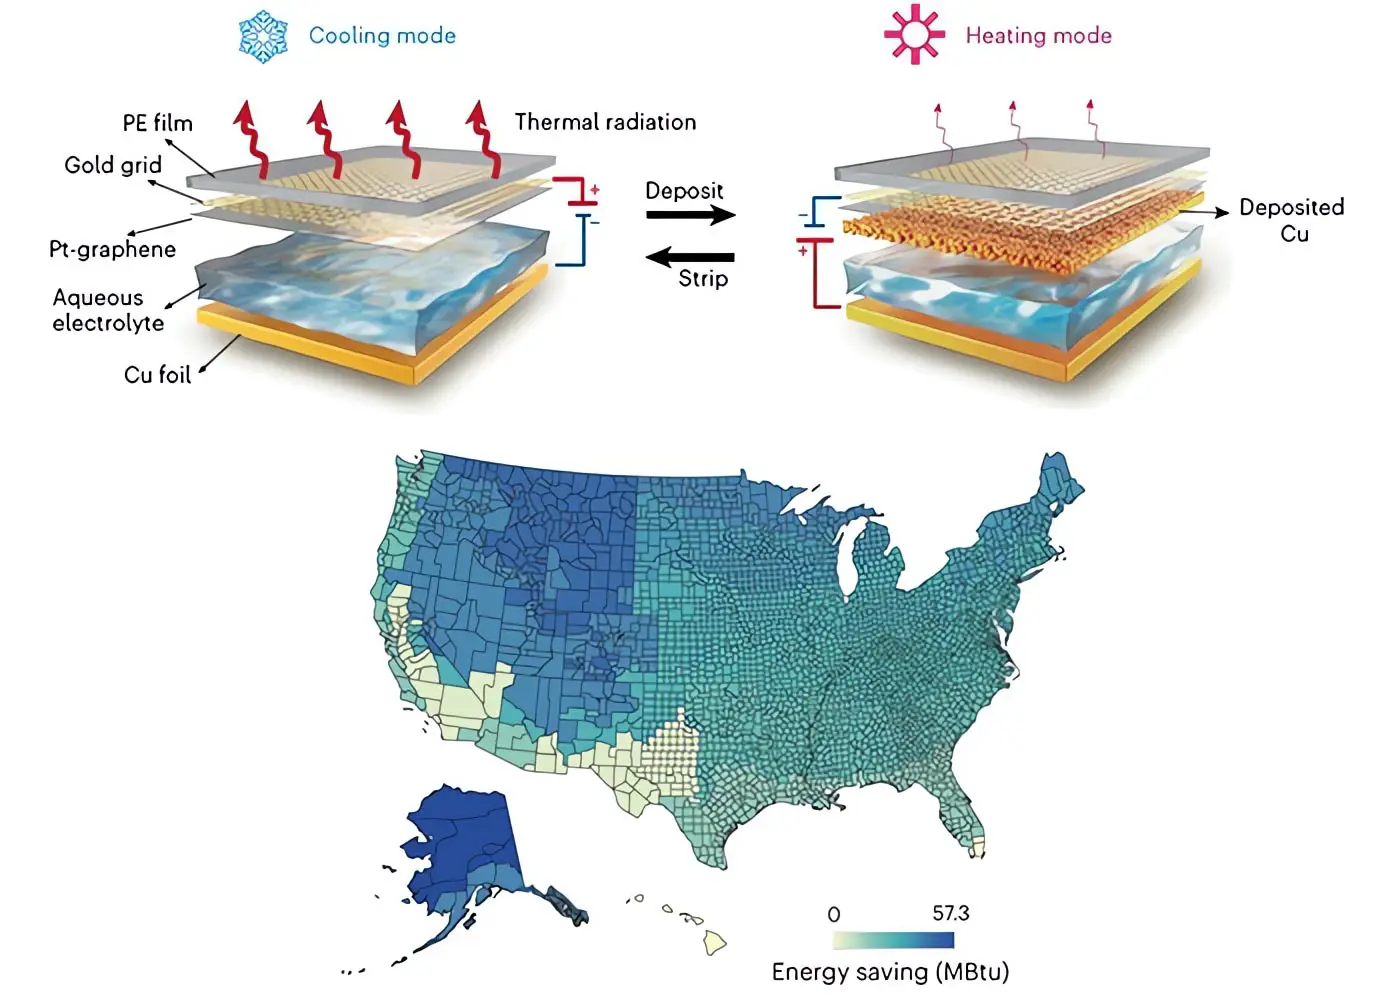 Cooling mode
Heating mode
PE film
Gold grid
Pt-graphene
Aqueous
electrolyte
Cu foil
Thermal radiation
+
-
Deposit
Strip
-
+
Deposited
Cu
0
57.3
Energy saving (MBtu)